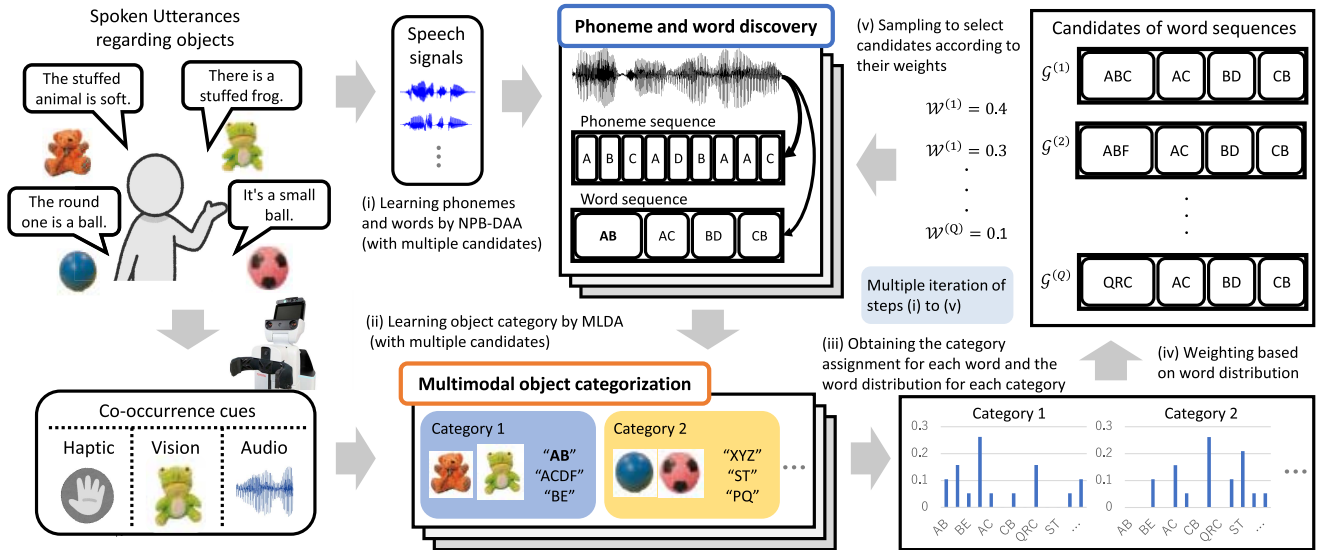 Spoken Utterances
regarding objects
The stuffed
animal is soft.
There is a
stuffed frog.
The round
one is a ball.
It's a small
ball.
Speech
signals
(i) Learning phonemes
and words by NPB-DAA
(with multiple candidates)
Phoneme and word discovery
Phoneme sequence
A B C A D B A A C
Word sequence
AB AC BD CB
(v) Sampling to select
candidates according to
their weights
𝒲(1) = 0.4
𝒲(1) = 0.3
𝒲(Q) = 0.1
Multiple iteration of
steps (i) to (v)
Candidates of word sequences
𝒢(1) ABC AC BD CB
𝒢(2) ABF AC BD CB
𝒢(Q) QRC AC BD CB
(ii) Learning object category by MLDA
(with multiple candidates)
(iii) Obtaining the category
assignment for each word and the
word distribution for each category
(iv) Weighting based
on word distribution
Co-occurrence cues
Haptic Vision Audio
Multimodal object categorization
Category 1
"AB"
"ACDF"
"BE"
Category 2
"XYZ"
"ST"
"PQ"
Category 1
0.3
0.2
0.1
0
AB BE AC CB QRC ST ...
Category 2
0.3
0.2
0.1
0
AB BE AC CB QRC ST ...